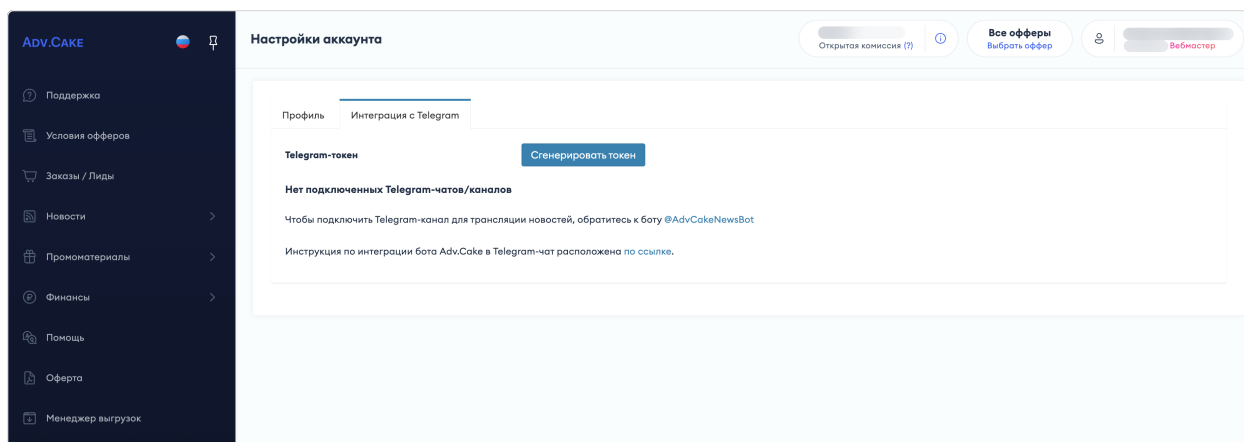 ADV.CAKE
Настройки аккаунта
Открытая комиссия (?)
Все офферы
Выбрать оффер
Вебмастер
Поддержка
Условия офферов
Заказы / Лиды
Новости
Промоматериалы
Финансы
Помощь
Оферта
Менеджер выгрузок
Профиль
Интеграция с Telegram
Telegram-токен
Сгенерировать токен
Нет подключенных Telegram-чатов/каналов
Чтобы подключить Telegram-канал для трансляции новостей, обратитесь к боту @AdvCakeNewsBot
Инструкция по интеграции бота Adv.Cake в Telegram-чат расположена по ссылке.